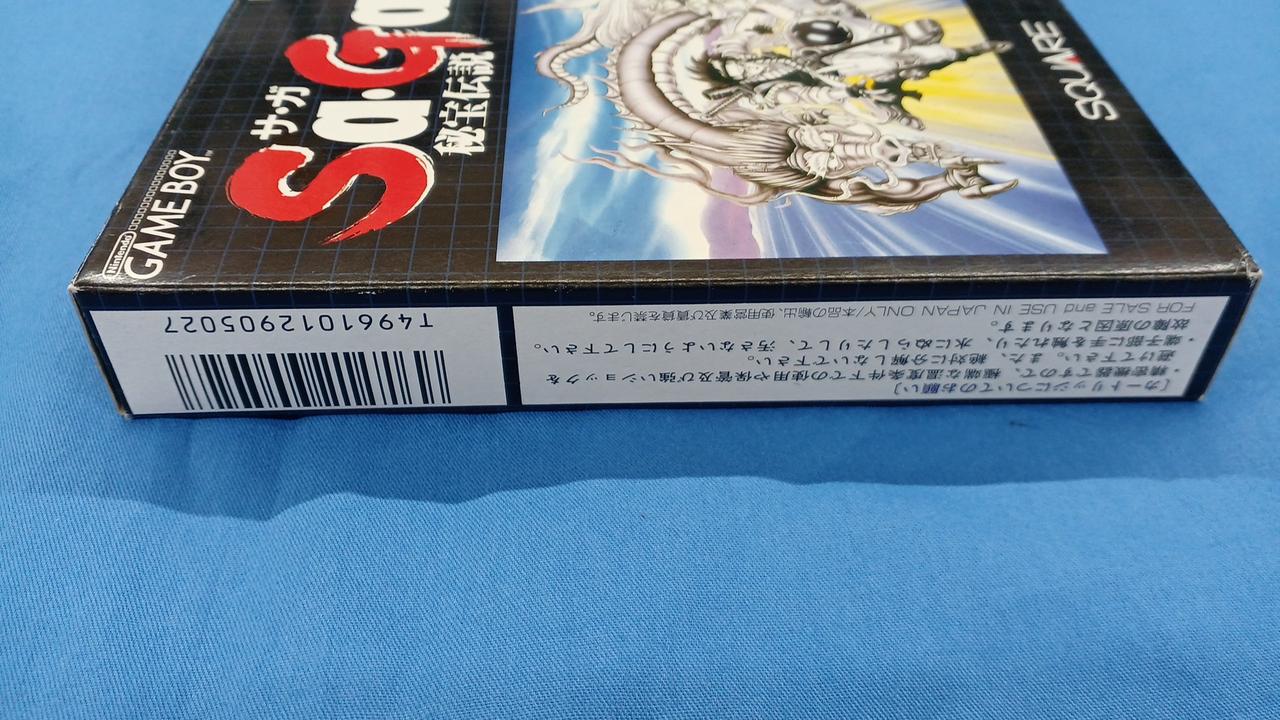 Nintendo
GAME BOY™
サ・ガ
Sa・Ga
秘宝伝説
SQUARE
[カートリッジについてのお願い]
・精密機器ですので、極端な温度条件下での使用や保管及び強いショックを
避けて下さい。また、絶対に分解しないで下さい。
・端子部に手を触れたり、水にぬらしたりして、汚さないようにして下さい。
故障の原因となります。
FOR SALE and USE IN JAPAN ONLY/本品の輸出、使用営業及び賃貸を禁じます。
T4961012905027